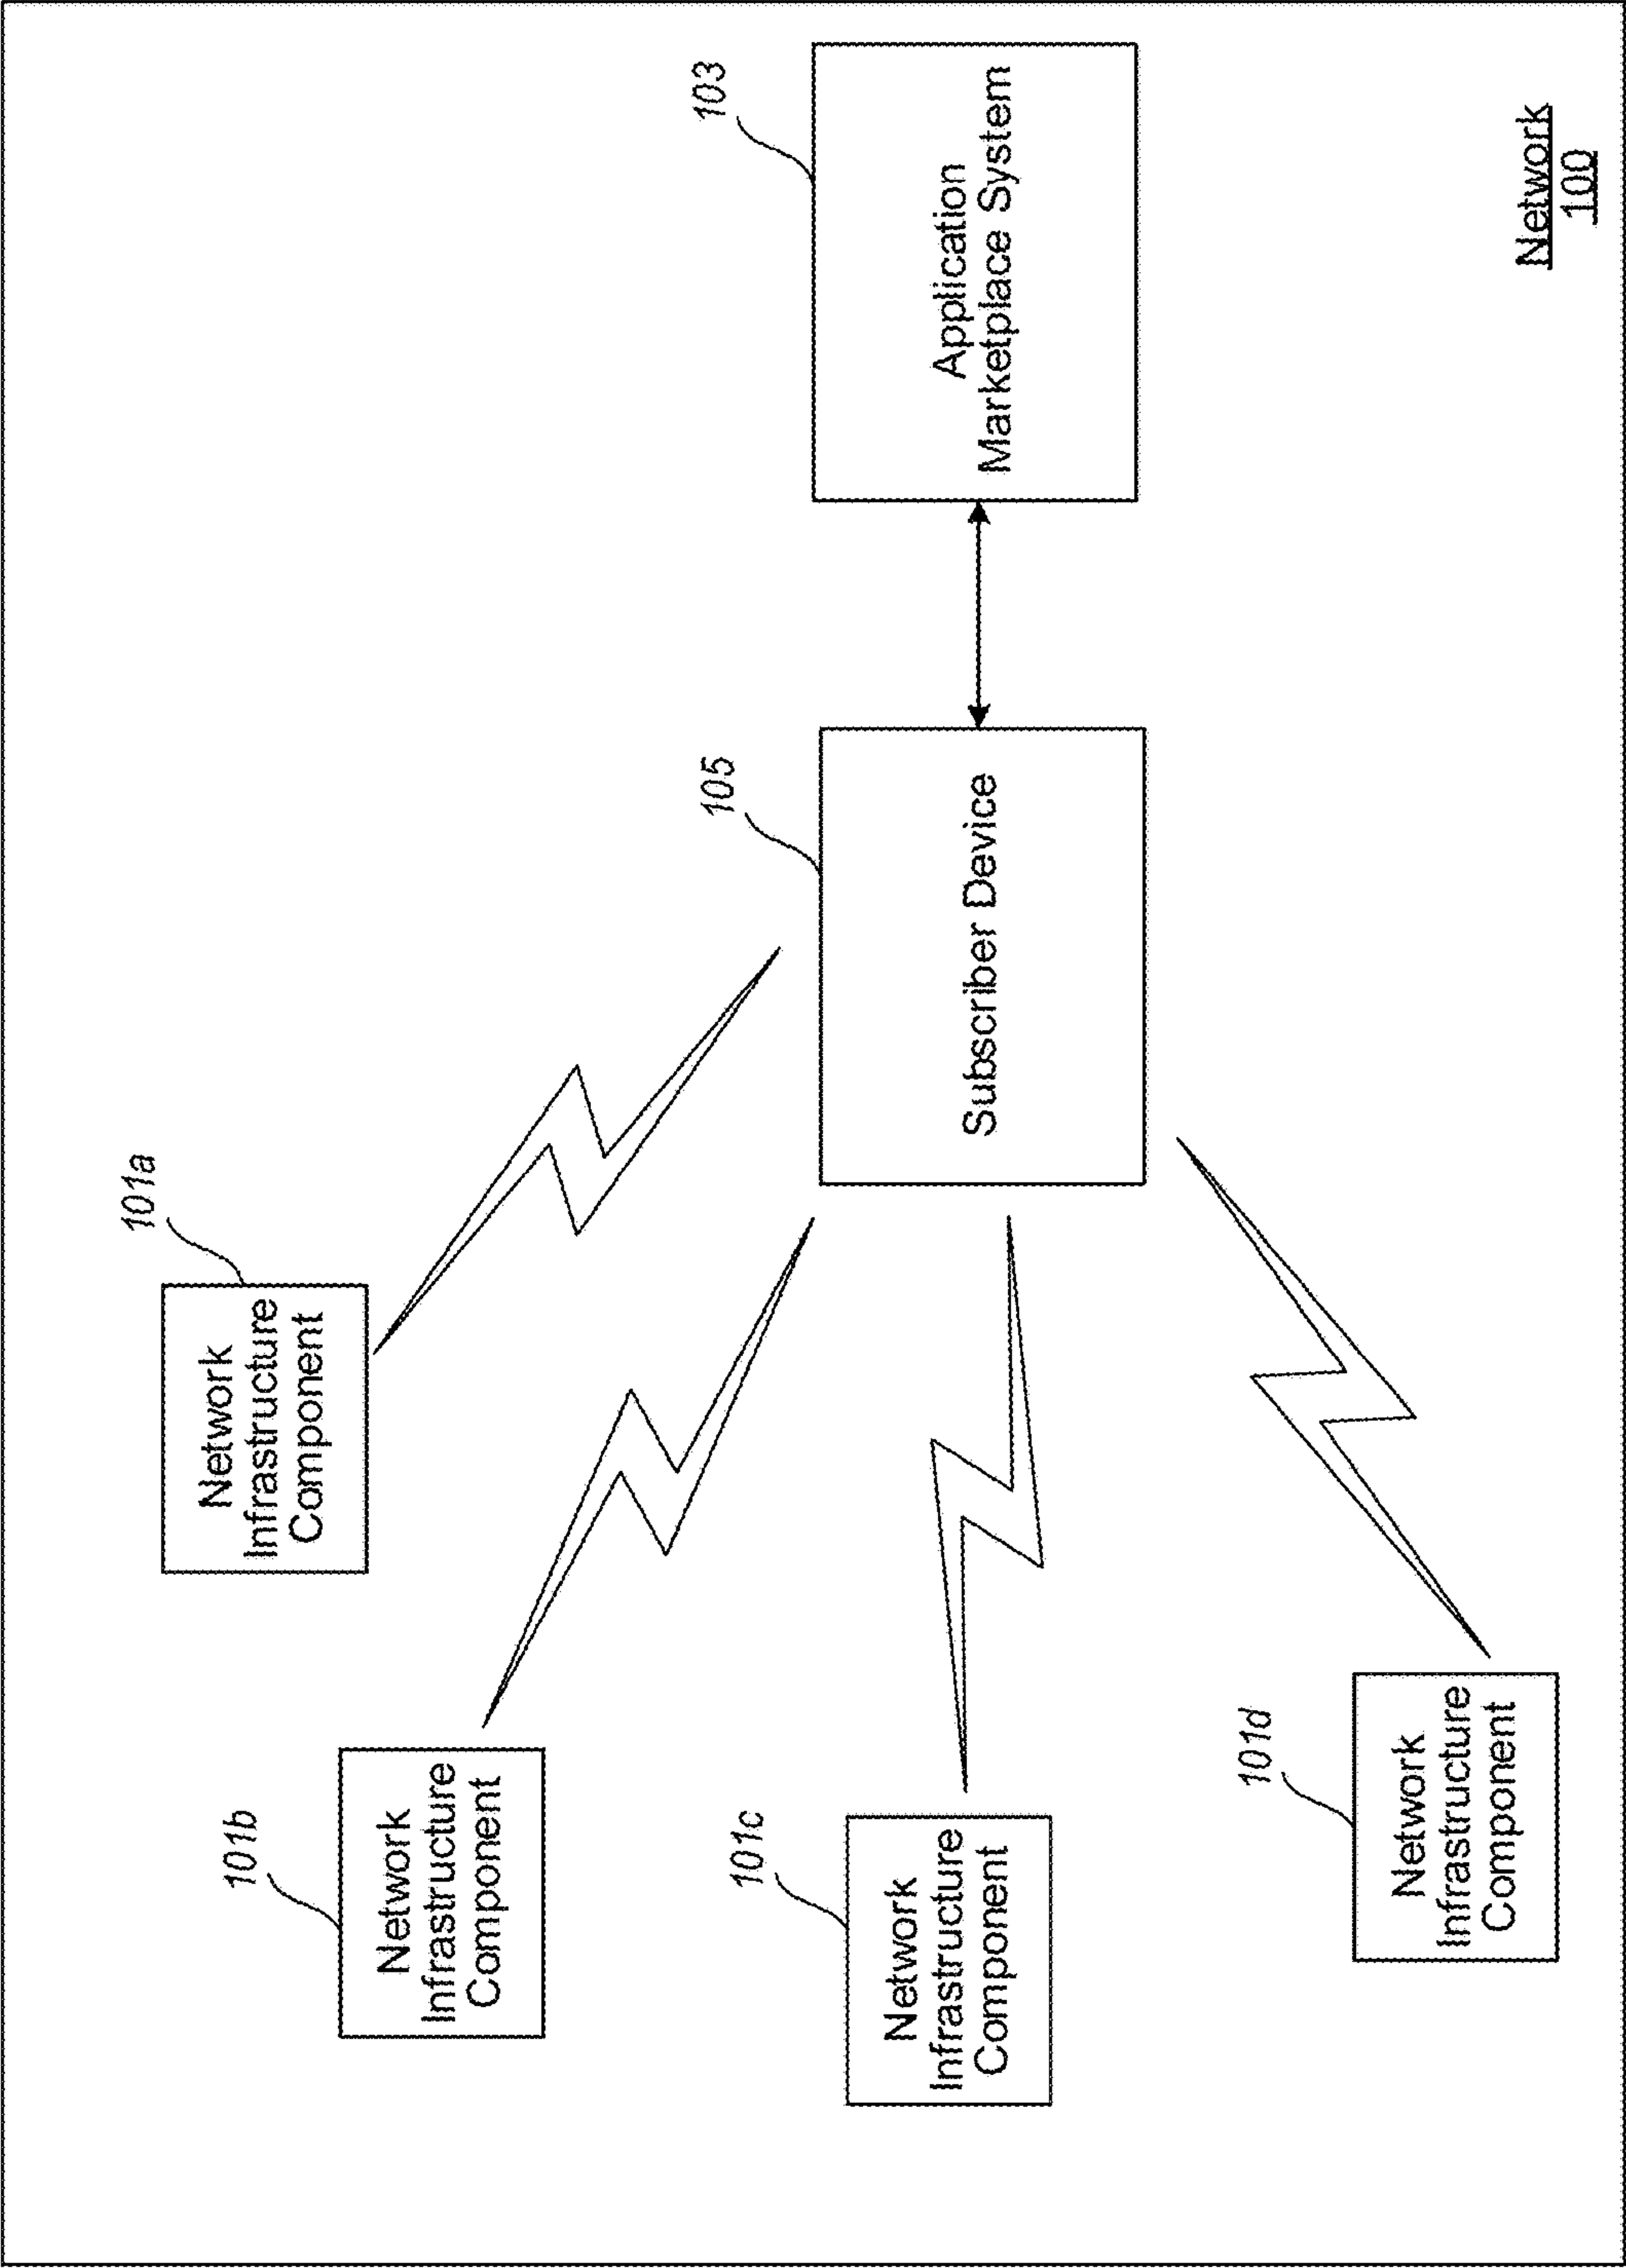 101a
Network
Infrastructure
Component
101b
Network
Infrastructure
Component
101c
Network
Infrastructure
Component
101d
Network
Infrastructure
Component
105
Subscriber Device
103
Application
Marketplace System
Network
100